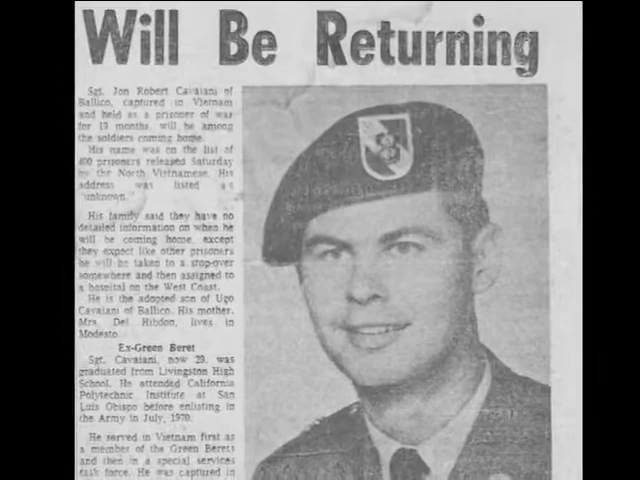 Will Be Returning
Sgt. Jon Robert Cavaiani of
Ballico, captured in Vietnam
and held as a prisoner of war
for 19 months, will be among
the soldiers coming home.
His name was on the list of
400 prisoners released Saturday
by the North Vietnamese. His
address was listed as
"unknown."
His family said they have no
detailed information on when he
will be coming home, except
they expect like other prisoners
he will be taken to a stop-over
somewhere and then assigned to
a hospital on the West Coast.
He is the adopted son of Ugo
Cavaiani of Ballico. His mother,
Mrs. Del Hibdon, lives in
Modesto.
Ex-Green Beret
Sgt. Cavaiani, now 29, was
graduated from Livingston High
School. He attended California
Polytechnic Institute at San
Luis Obispo before enlisting in
the Army in July, 1970.
He served in Vietnam first as
a member of the Green Berets
and then in a special services
task force. He was captured in